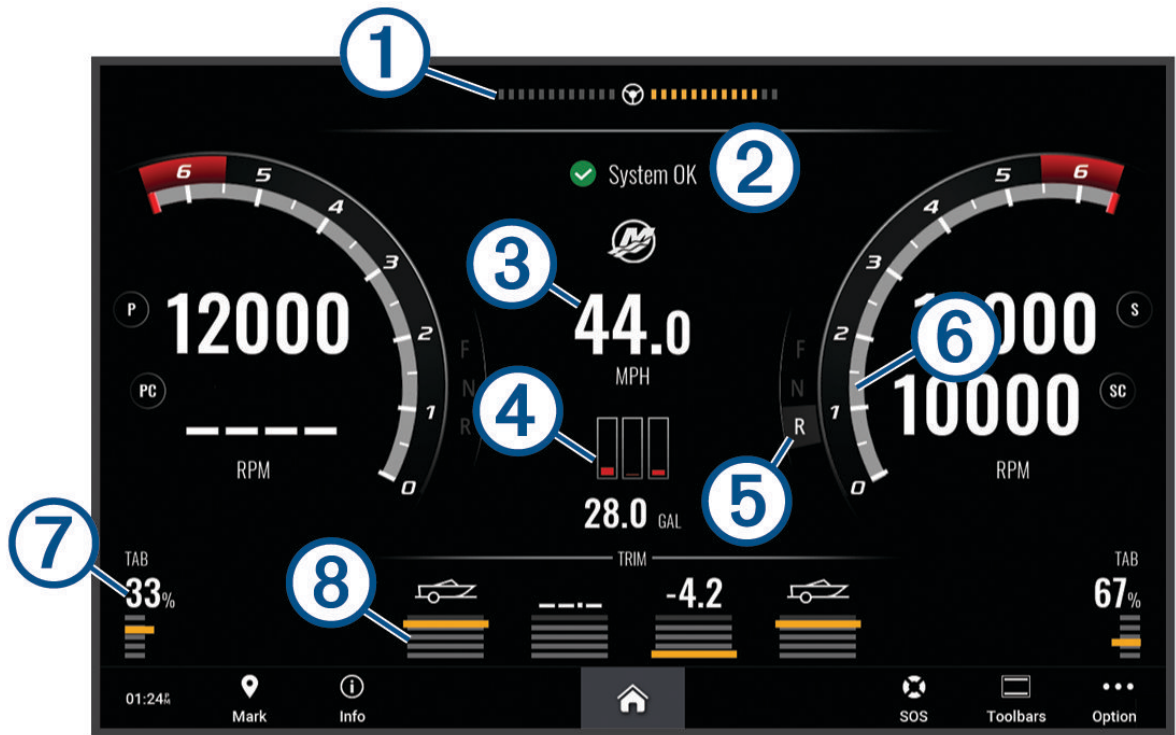 1
2
System OK
3
44.0
MPH
P
12000
PC
– – – –
RPM
6 5 4 3 2 1 0
F
N
R
4
28.0 GAL
5
F
N
R
6 5 4 3 2 1 0
6
S
10000
SC
RPM
7
TAB
33%
8
TRIM
--.-
-4.2
TAB
67%
01:24 PM
Mark
Info
SOS
Toolbars
Option